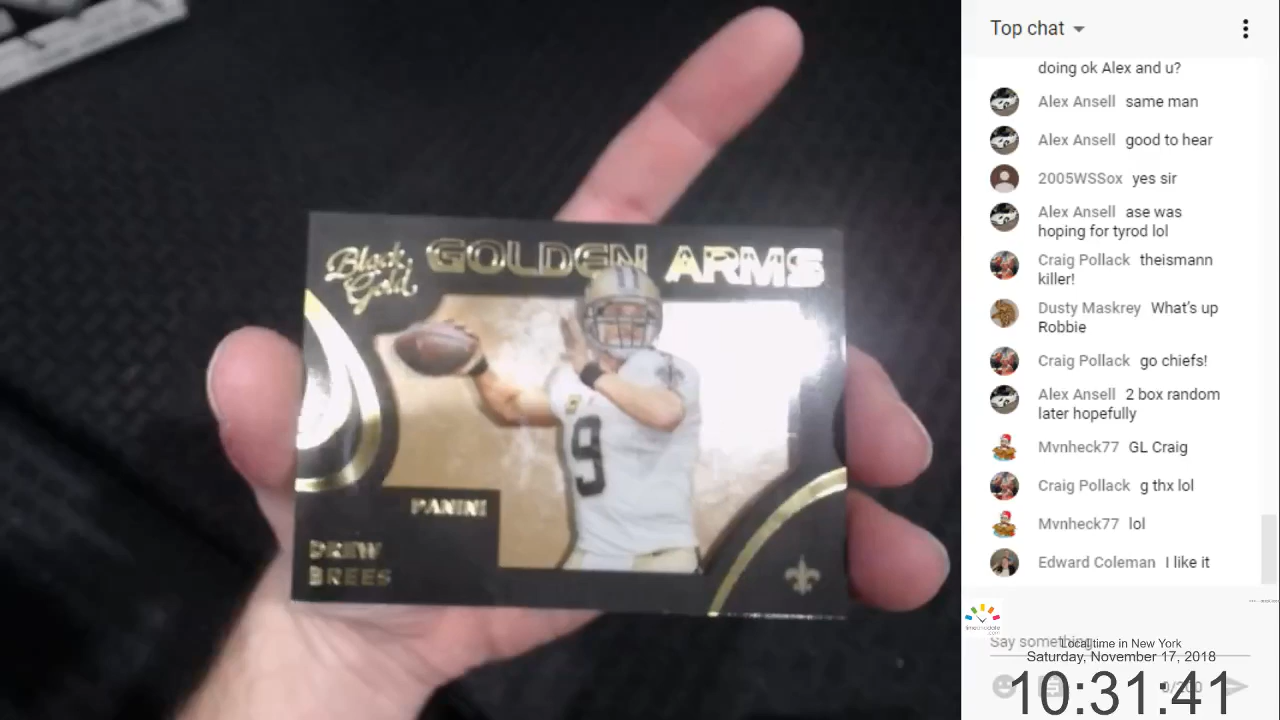 Black
Gold
GOLDEN ARMS
9
PANINI
DREW
BREES
Top chat
doing ok Alex and u?
Alex Ansell same man
Alex Ansell good to hear
2005WSSox yes sir
Alex Ansell ase was
hoping for tyrod lol
Craig Pollack theismann
killer!
Dusty Maskrey What's up
Robbie
Craig Pollack go chiefs!
Alex Ansell 2 box random
later hopefully
Mvnheck77 GL Craig
Craig Pollack g thx lol
Mvnheck77 lol
Edward Coleman I like it
Say something
Local time in New York
Saturday, November 17, 2018
10:31:41